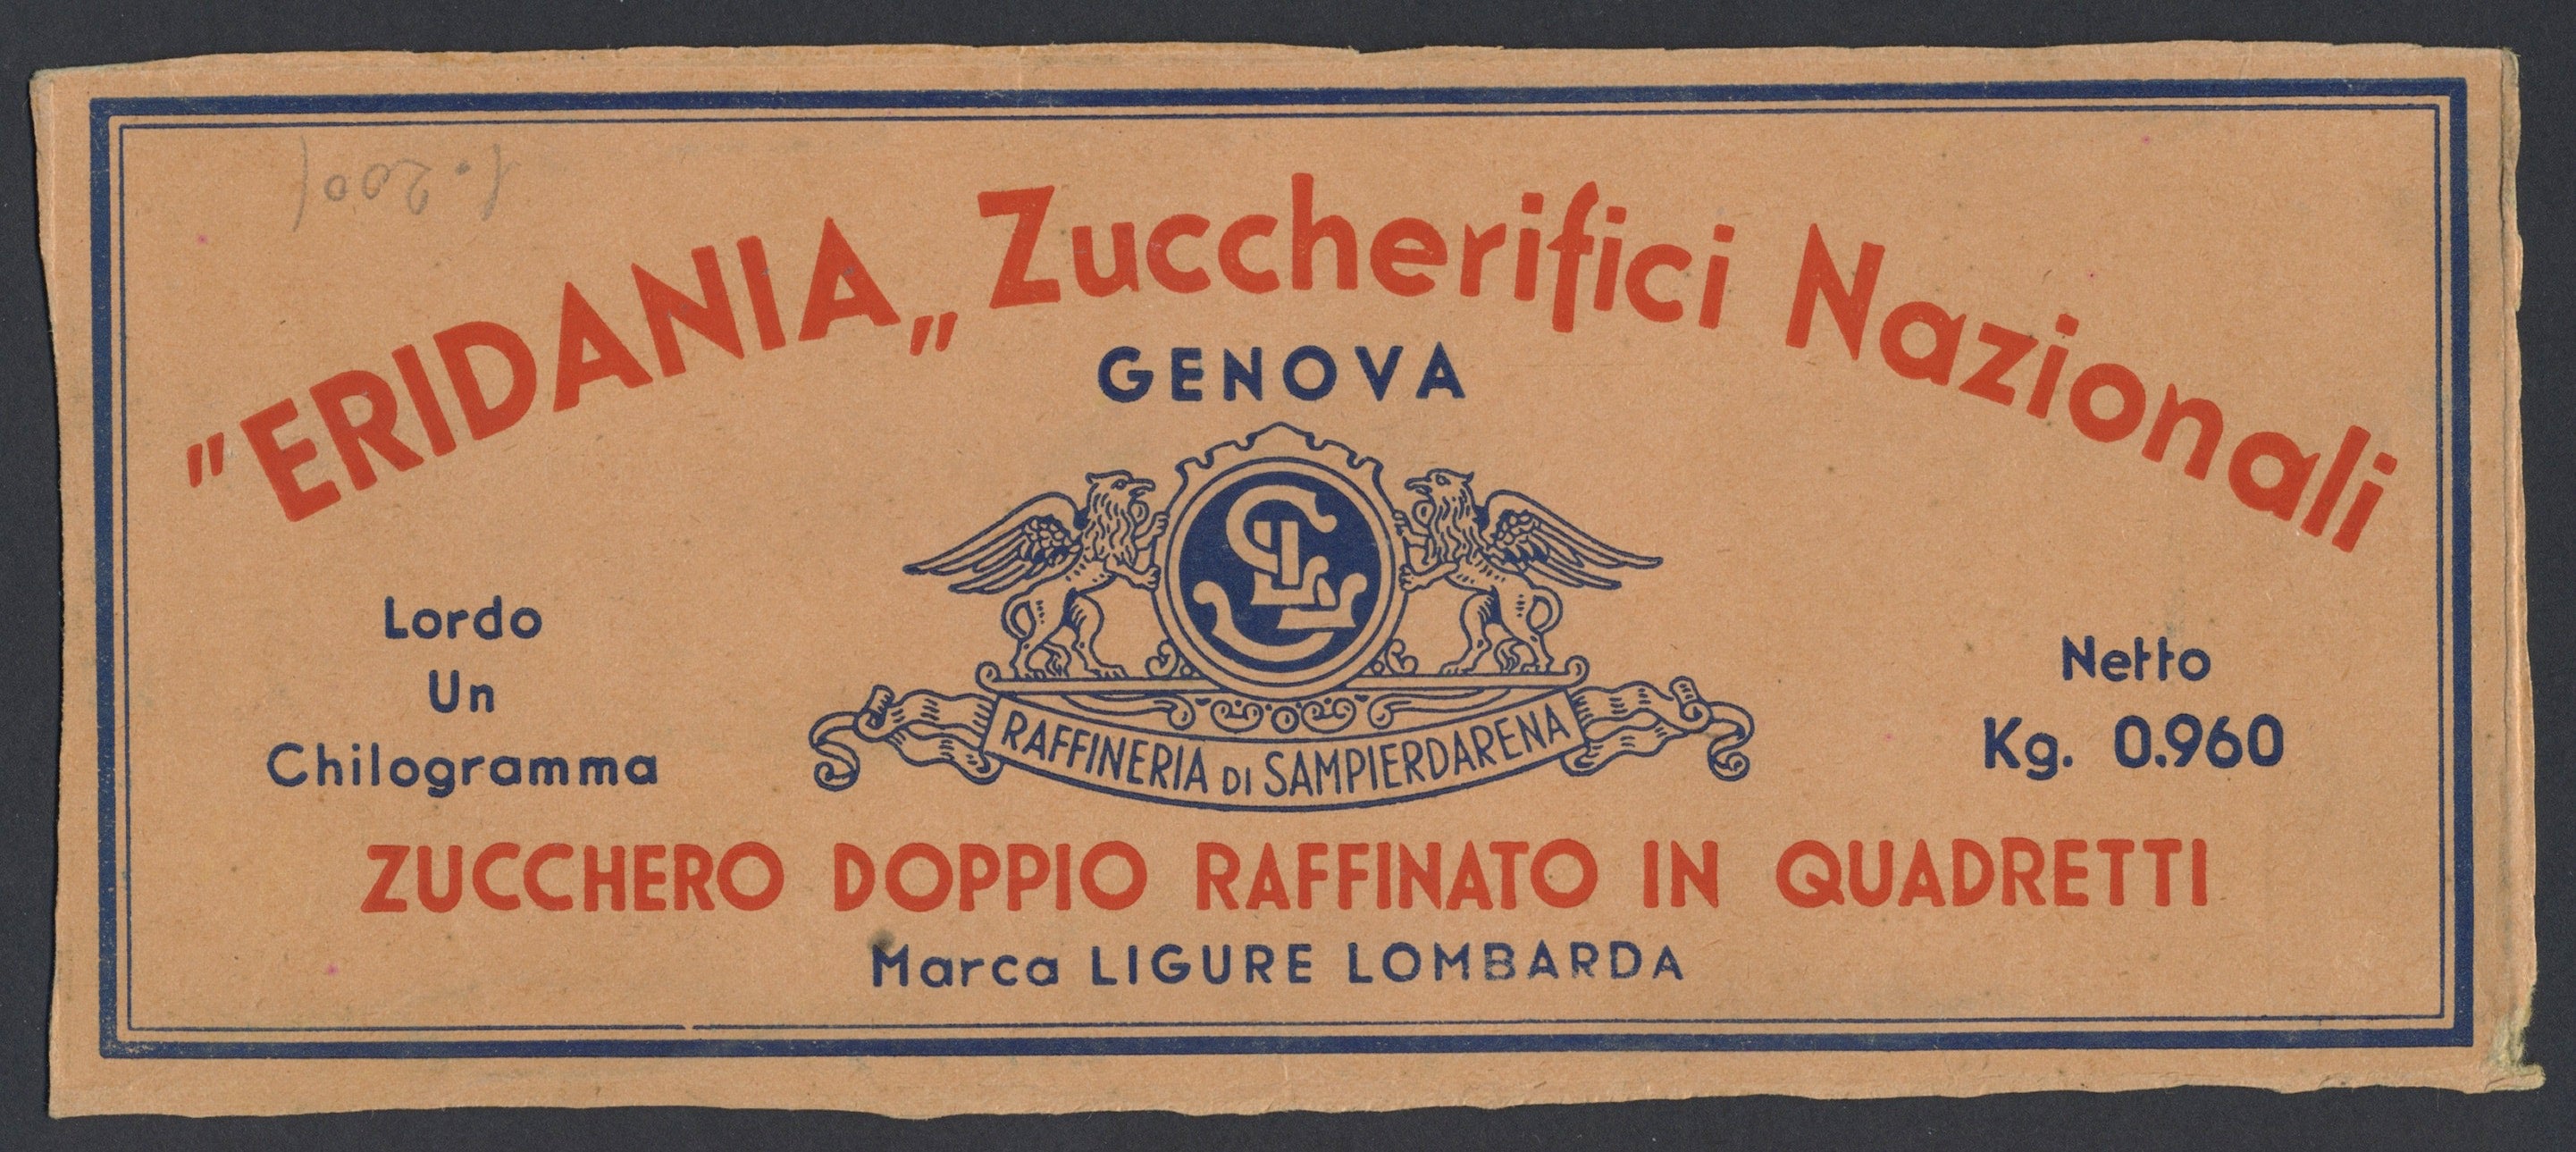 "ERIDANIA„ Zuccherifici Nazionali
GENOVA
RAFFINERIA DI SAMPIERDARENA
Lordo
Un
Chilogramma
Netto
Kg. 0.960
ZUCCHERO DOPPIO RAFFINATO IN QUADRETTI
Marca LIGURE LOMBARDA